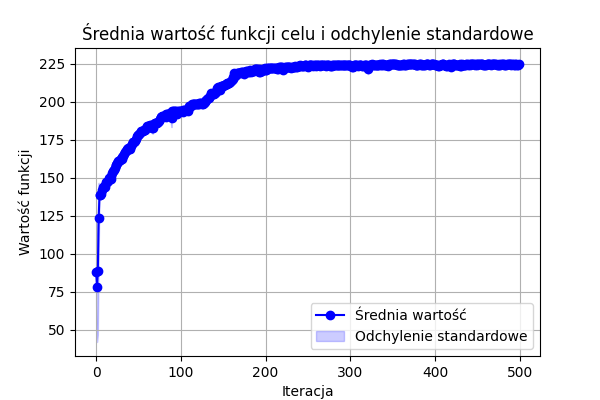 Średnia wartość funkcji celu i odchylenie standardowe
225
200
175
150
125
100
75
50
Wartość funkcji
0 100 200 300 400 500
Iteracja
Średnia wartość
Odchylenie standardowe